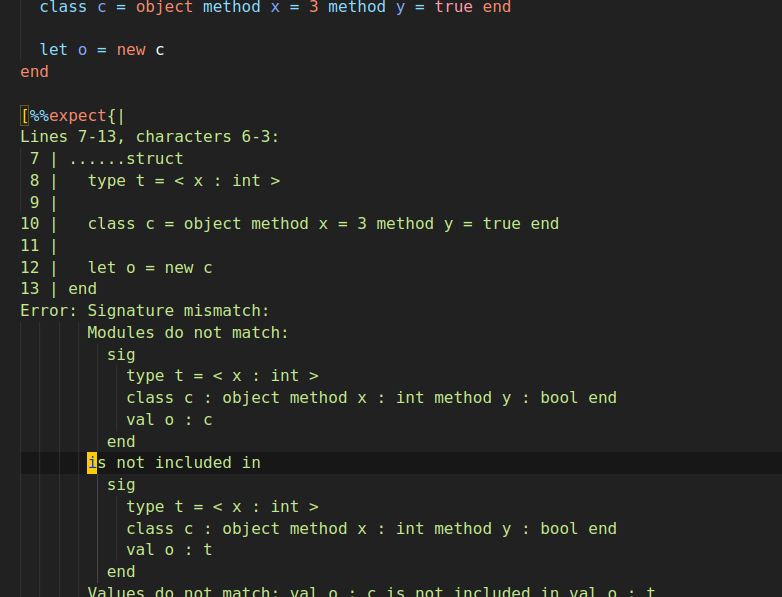 class c = object method x = 3 method y = true end
let o = new c
end
[%%expect{|
Lines 7-13, characters 6-3:
7 | ......struct
8 |   type t = < x : int >
9 |
10 |   class c = object method x = 3 method y = true end
11 |
12 |   let o = new c
13 | end
Error: Signature mismatch:
Modules do not match:
sig
type t = < x : int >
class c : object method x : int method y : bool end
val o : c
end
is not included in
sig
type t = < x : int >
class c : object method x : int method y : bool end
val o : t
end
Values do not match: val o : c is not included in val o : t